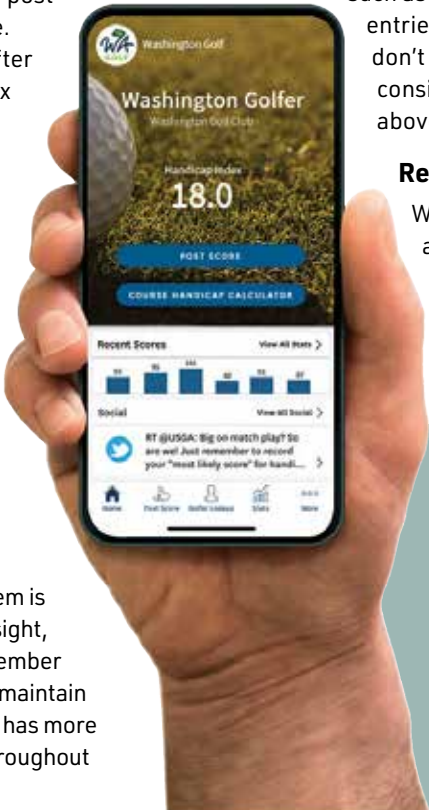 post
e.
fter
x
em is
sight,
ember
maintain
has more
roughout
WA
GOLF
Washington Golf
Washington Golfer
Washington Golf Club
Handicap Index
18.0
POST SCORE
COURSE HANDICAP CALCULATOR
Recent Scores
View All Stats >
Social
View All Social >
RT @USGA: Big on match play? So
are we! Just remember to record
your "most likely score" for handi...
Home
Post Score
Golfer Lookup
Stats
More
entrie
don't
consi
abov
Re
W
a